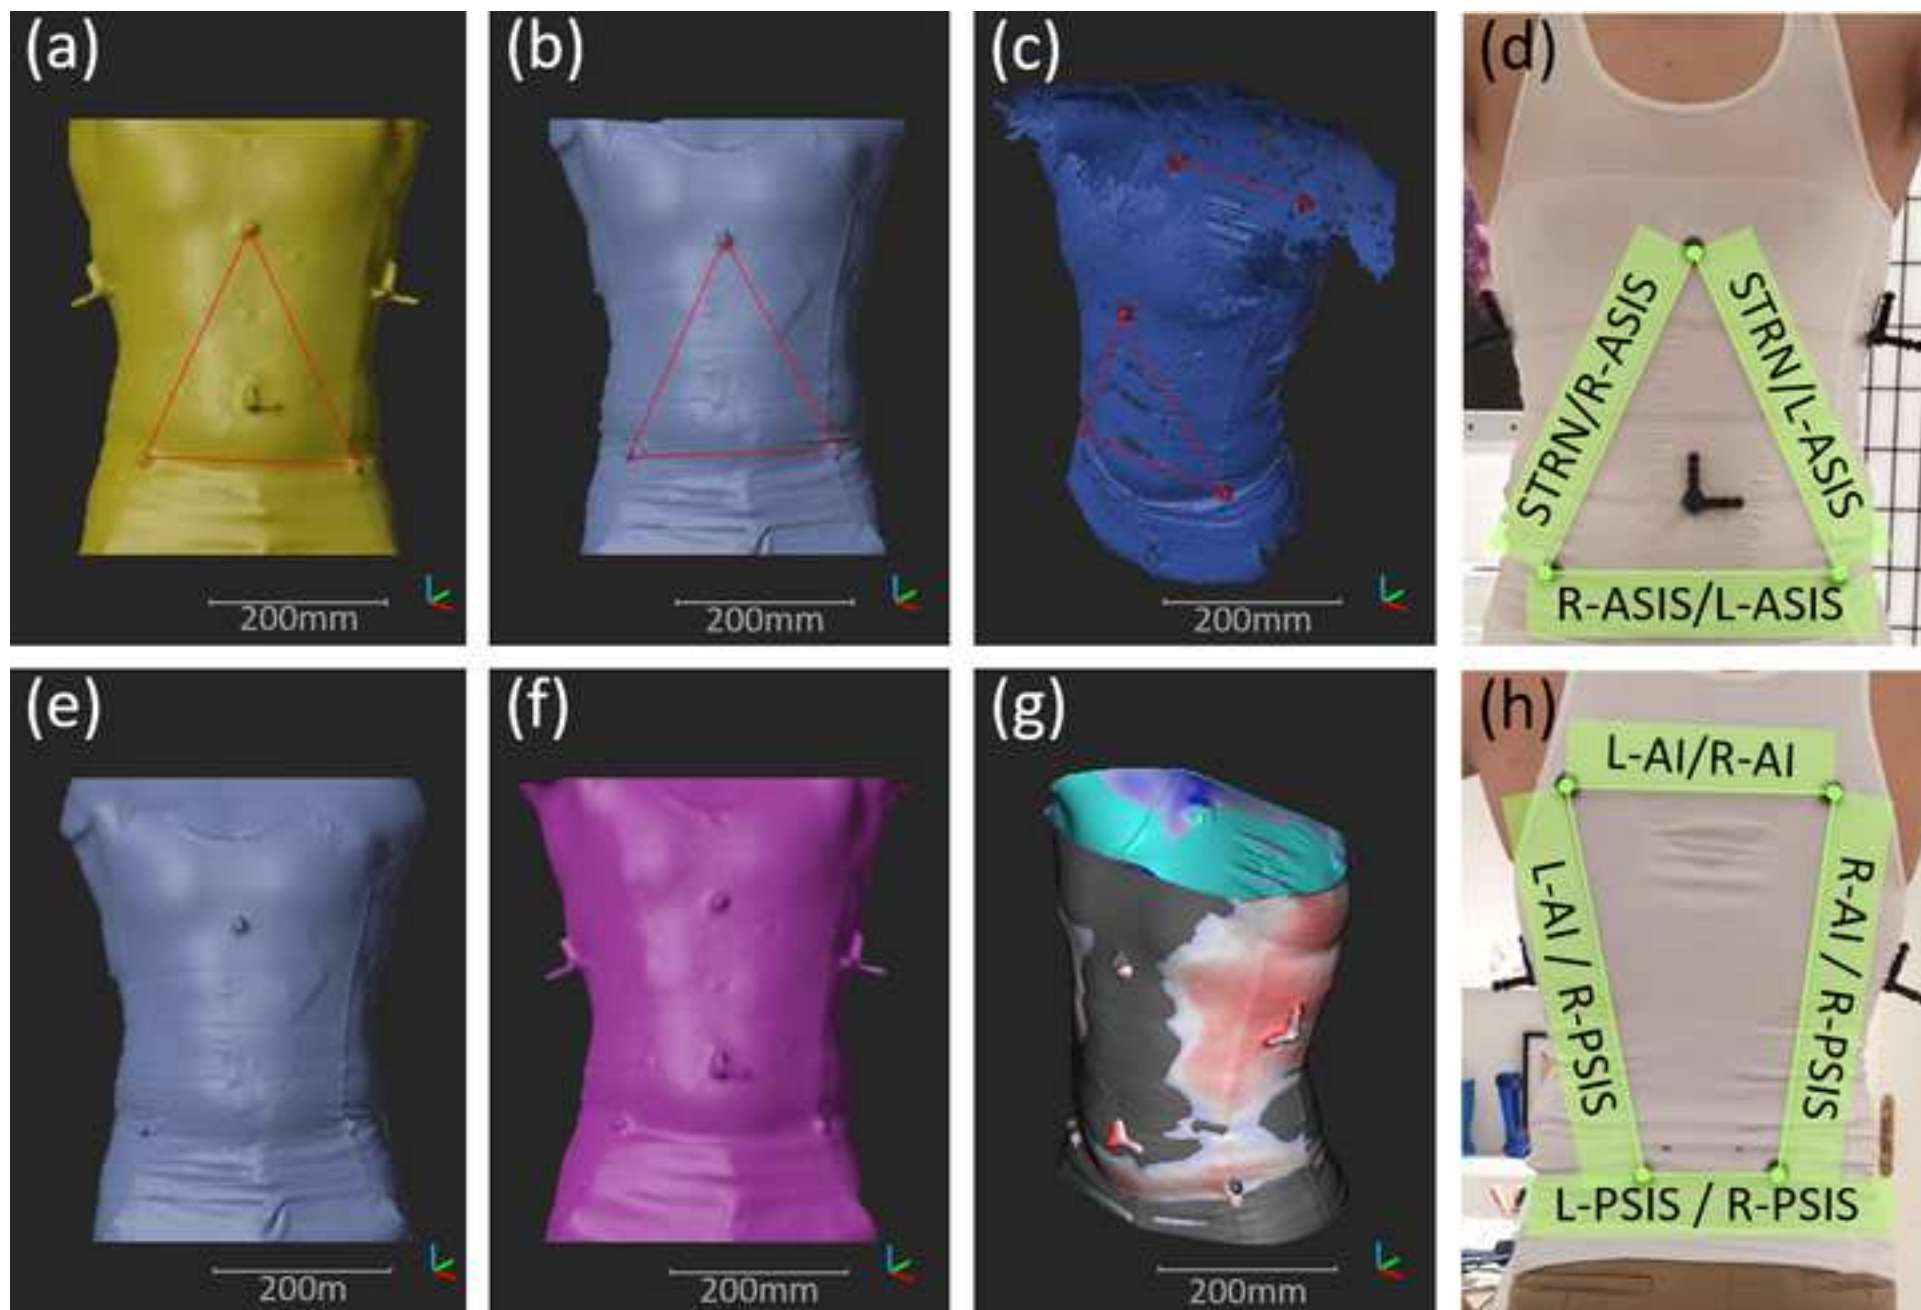 (a)
(b)
(c)
(d)
200mm
200mm
200mm
STRN/R-ASIS
STRN/L-ASIS
R-ASIS/L-ASIS
(e)
(f)
(g)
(h)
200m
200mm
200mm
L-AI/R-AI
L-AI / R-PSIS
R-AI / R-PSIS
L-PSIS / R-PSIS